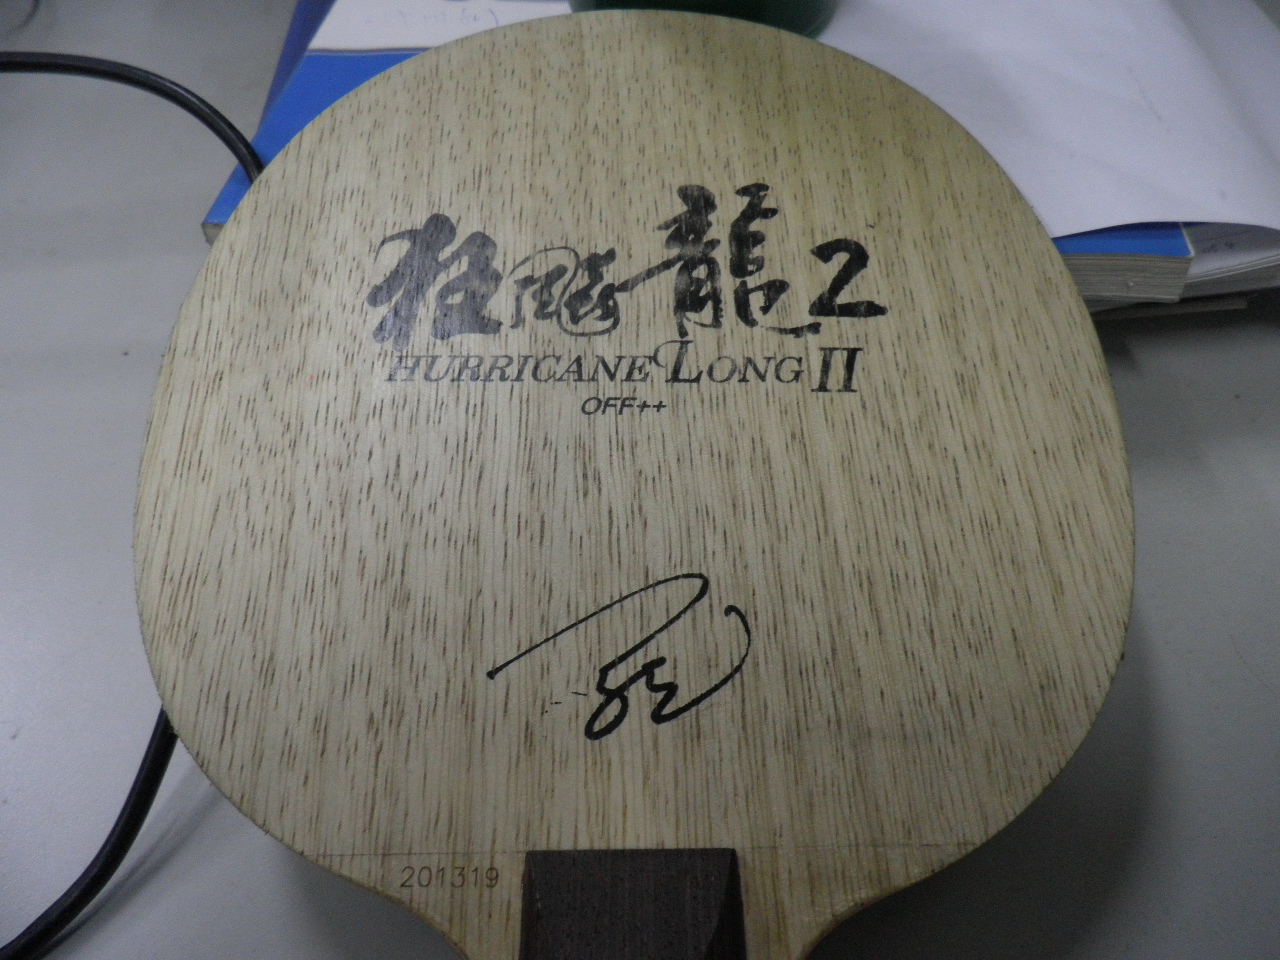 狂飚龍2
HURRICANE LONG II
OFF++
201319